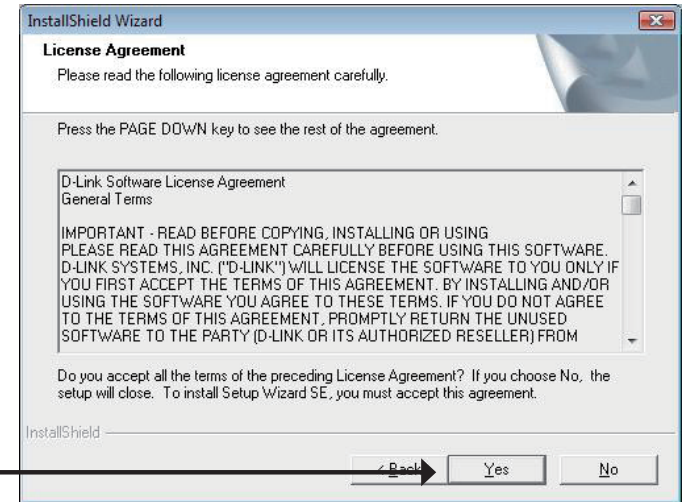 InstallShield Wizard
License Agreement
Please read the following license agreement carefully.
Press the PAGE DOWN key to see the rest of the agreement.
D-Link Software License Agreement
General Terms
IMPORTANT - READ BEFORE COPYING, INSTALLING OR USING
PLEASE READ THIS AGREEMENT CAREFULLY BEFORE USING THIS SOFTWARE.
D-LINK SYSTEMS, INC. ("D-LINK") WILL LICENSE THE SOFTWARE TO YOU ONLY IF
YOU FIRST ACCEPT THE TERMS OF THIS AGREEMENT. BY INSTALLING AND/OR
USING THE SOFTWARE YOU AGREE TO THESE TERMS. IF YOU DO NOT AGREE
TO THE TERMS OF THIS AGREEMENT, PROMPTLY RETURN THE UNUSED
SOFTWARE TO THE PARTY (D-LINK OR ITS AUTHORIZED RESELLER) FROM
Do you accept all the terms of the preceding License Agreement? If you choose No, the
setup will close. To install Setup Wizard SE, you must accept this agreement.
InstallShield
< Back Yes No